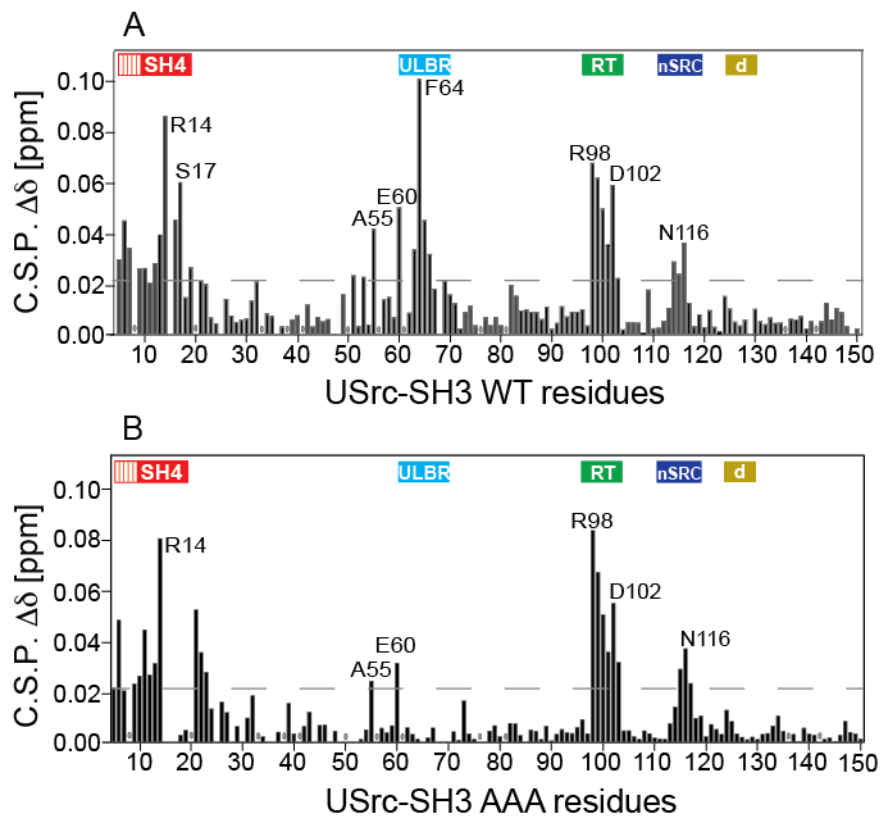 A
SH4 ULBR RT nSRC d
0.10
F64
R14
0.08
R98
S17
D102
0.06
E60
A55
0.04
N116
0.02
0.00
C.S.P. Δδ [ppm]
10 20 30 40 50 60 70 80 90 100 110 120 130 140 150
USrc-SH3 WT residues
B
SH4 ULBR RT nSRC d
0.10
R98
R14
0.08
D102
0.06
E60
N116
A55
0.04
0.02
0.00
C.S.P. Δδ [ppm]
10 20 30 40 50 60 70 80 90 100 110 120 130 140 150
USrc-SH3 AAA residues